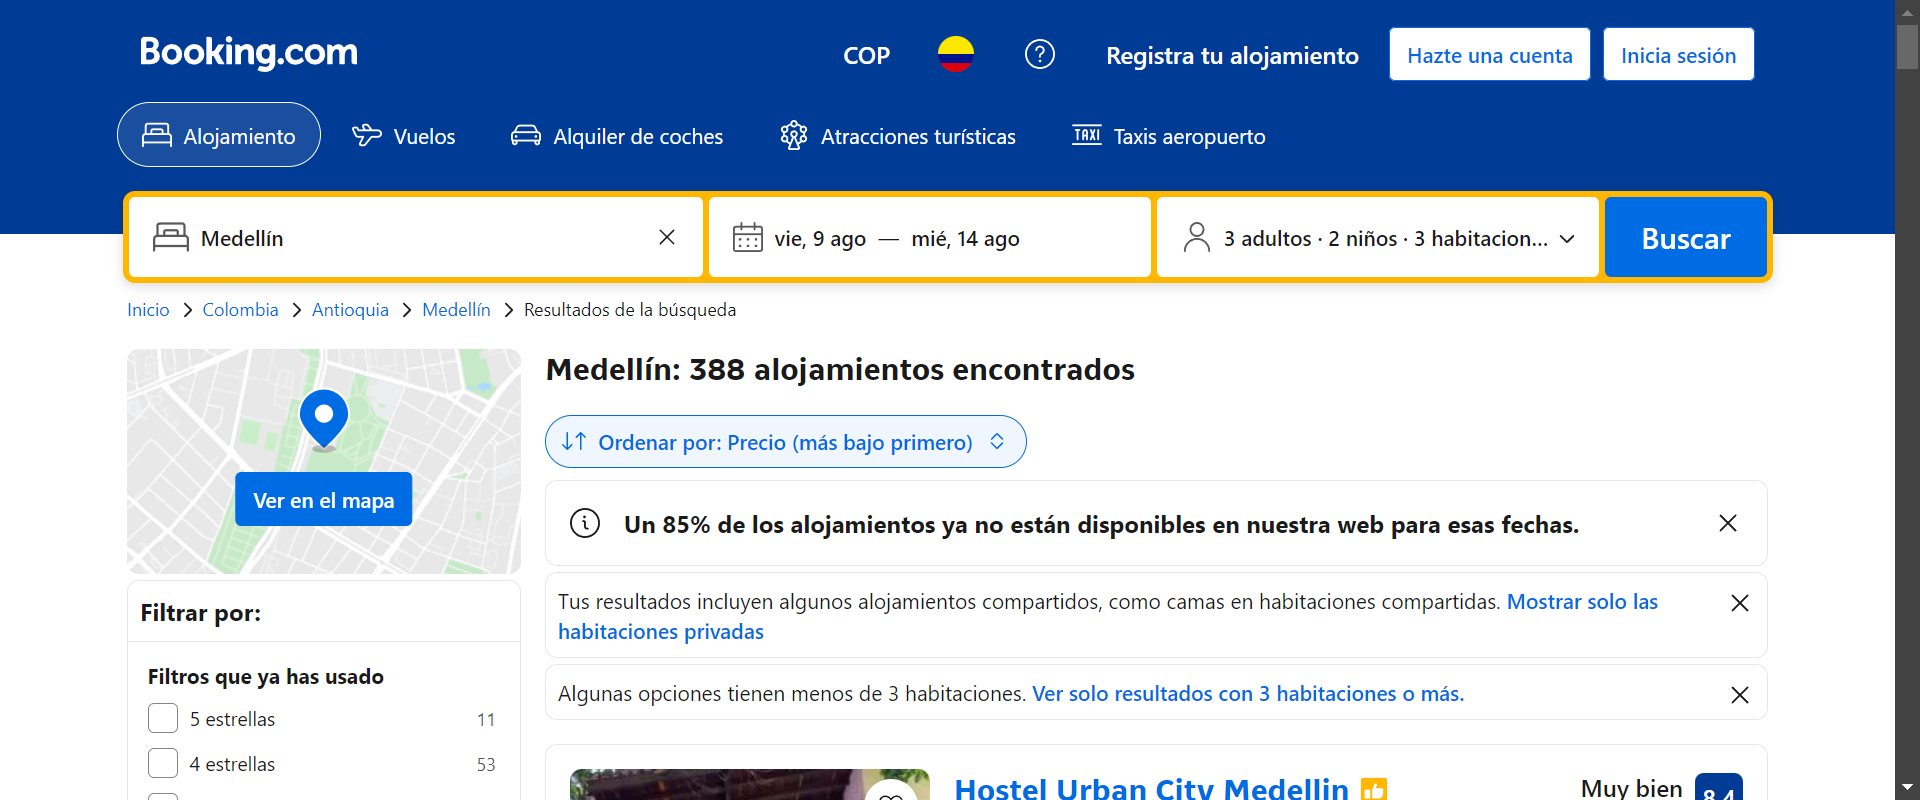 Booking.com
COP
Registra tu alojamiento
Hazte una cuenta
Inicia sesión
Alojamiento
Vuelos
Alquiler de coches
Atracciones turísticas
TAXI
Taxis aeropuerto
Medellín
vie, 9 ago — mié, 14 ago
3 adultos · 2 niños · 3 habitacion...
Buscar
Inicio
Colombia
Antioquia
Medellín
Resultados de la búsqueda
Ver en el mapa
Medellín: 388 alojamientos encontrados
Ordenar por: Precio (más bajo primero)
Un 85% de los alojamientos ya no están disponibles en nuestra web para esas fechas.
Tus resultados incluyen algunos alojamientos compartidos, como camas en habitaciones compartidas. Mostrar solo las
habitaciones privadas
Algunas opciones tienen menos de 3 habitaciones. Ver solo resultados con 3 habitaciones o más.
Filtrar por:
Filtros que ya has usado
5 estrellas 11
4 estrellas 53
Hostel Urban City Medellin
Muy bien
8,4